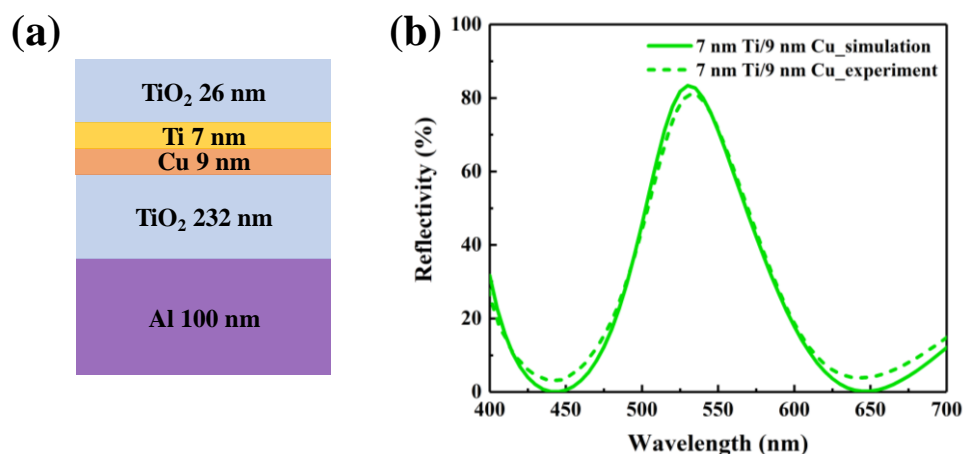 (a)
TiO₂ 26 nm
Ti 7 nm
Cu 9 nm
TiO₂ 232 nm
Al 100 nm
(b)
7 nm Ti/9 nm Cu_simulation
7 nm Ti/9 nm Cu_experiment
Reflectivity (%)
100
80
60
40
20
0
400 450 500 550 600 650 700
Wavelength (nm)